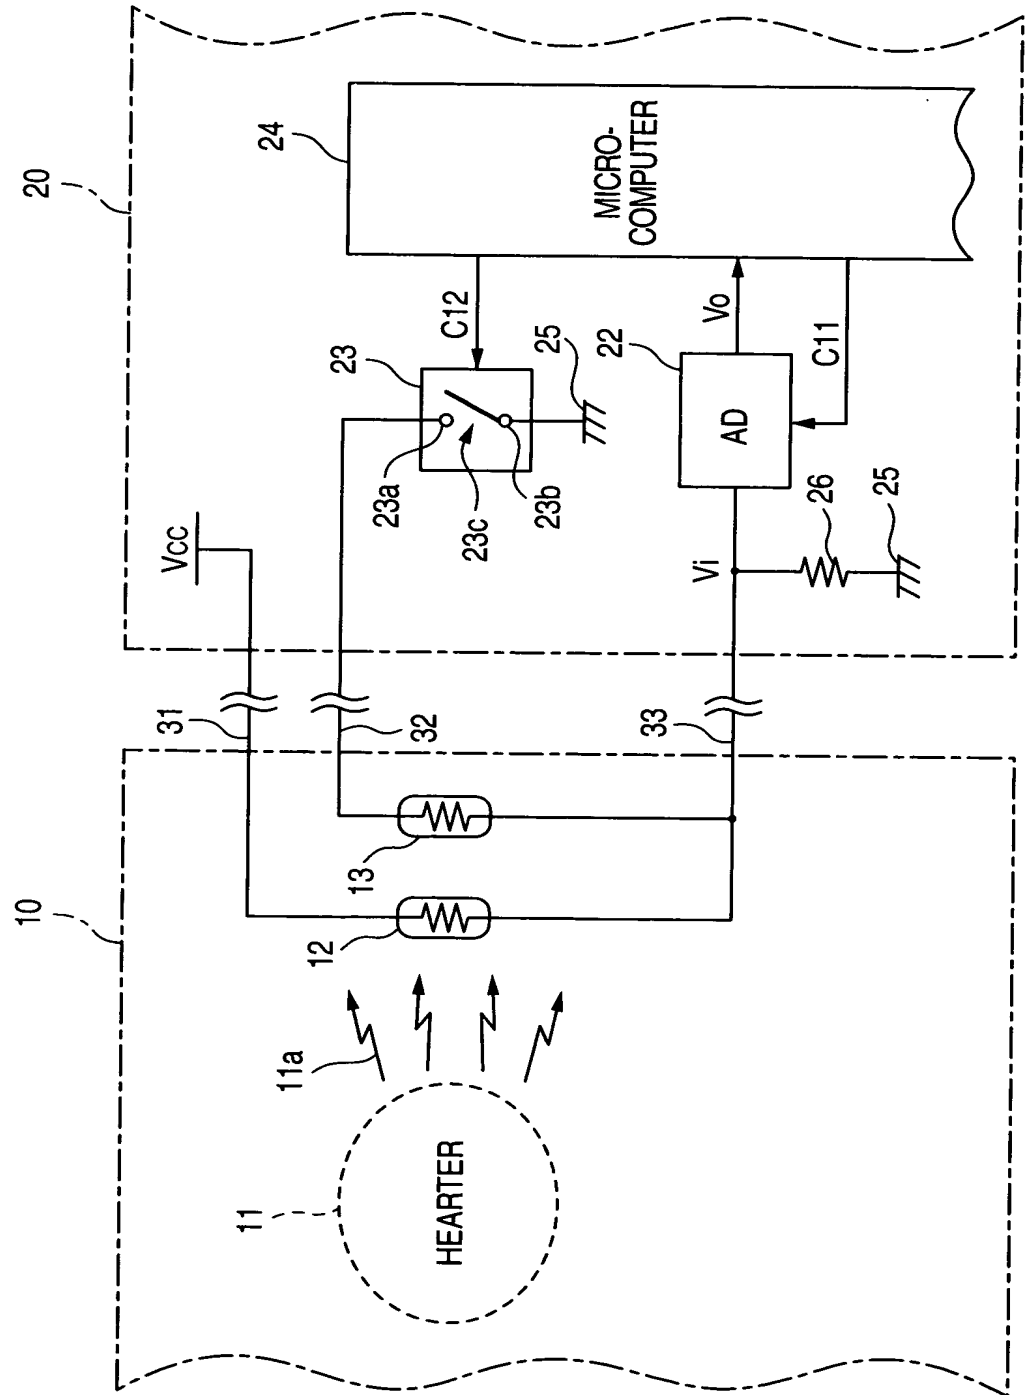 20
24
MICRO-
COMPUTER
C12
23
23a
23c
23b
25
Vo
22
AD
C11
Vcc
Vi
26
25
31
32
33
10
13
12
11a
11
HEARTER